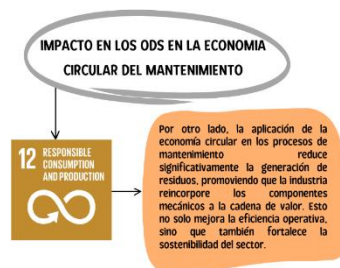 IMPACTO EN LOS ODS EN LA ECONOMIA
CIRCULAR DEL MANTENIMIENTO
12 RESPONSIBLE
CONSUMPTION
AND PRODUCTION
Por otro lado, la aplicación de la
economía circular en los procesos de
mantenimiento reduce
significativamente la generación de
residuos, promoviendo que la industria
reincorpore los componentes
mecánicos a la cadena de valor. Esto
no solo mejora la eficiencia operativa,
sino que también fortalece la
sostenibilidad del sector.